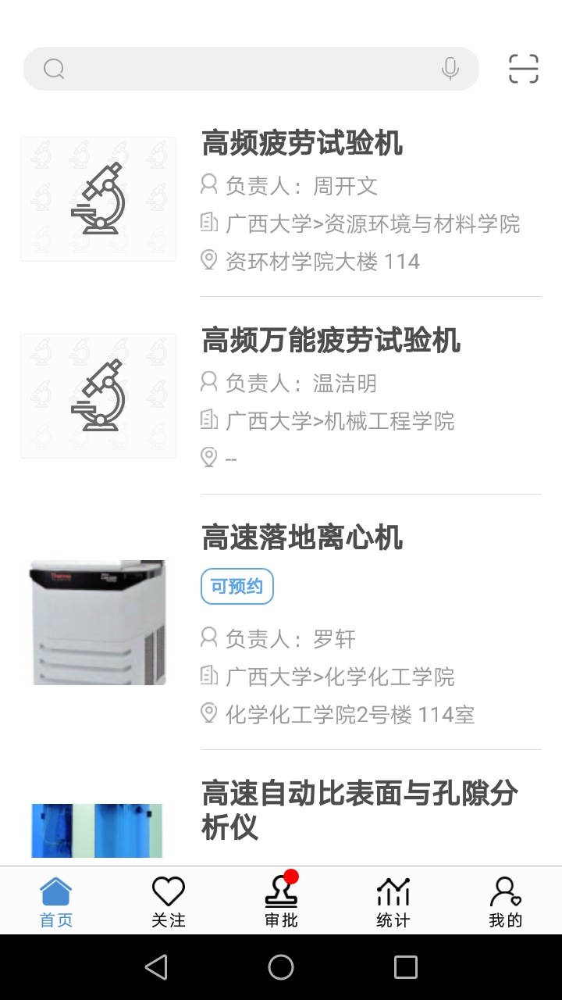 高频疲劳试验机
负责人：周开文
广西大学>资源环境与材料学院
资环材学院大楼 114
高频万能疲劳试验机
负责人：温洁明
广西大学>机械工程学院
--
高速落地离心机
可预约
负责人：罗轩
广西大学>化学化工学院
化学化工学院2号楼 114室
高速自动比表面与孔隙分
析仪
首页
关注
审批
统计
我的